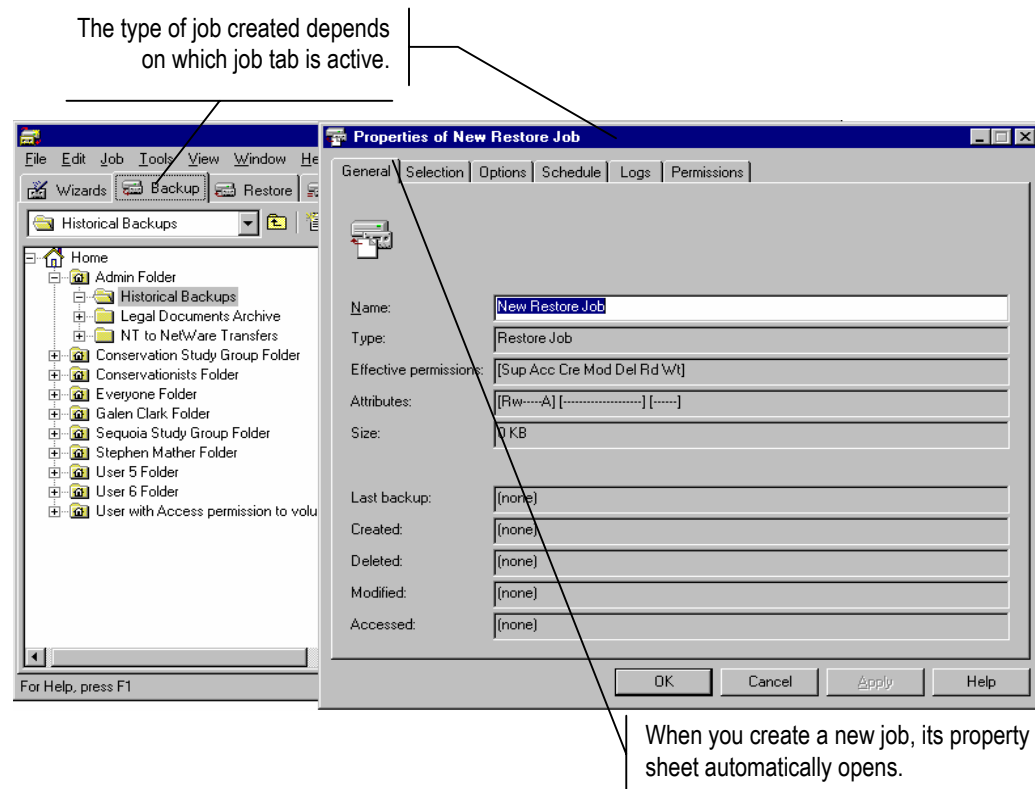 The type of job created depends
on which job tab is active.
Properties of New Restore Job
File Edit Job Tools View Window He
Wizards Backup Restore
Historical Backups
Home
Admin Folder
Historical Backups
Legal Documents Archive
NT to NetWare Transfers
Conservation Study Group Folder
Conservationists Folder
Everyone Folder
Galen Clark Folder
Sequoia Study Group Folder
Stephen Mather Folder
User 5 Folder
User 6 Folder
User with Access permission to volu
For Help, press F1
General Selection Options Schedule Logs Permissions
Name: New Restore Job
Type: Restore Job
Effective permissions: [Sup Acc Cre Mod Del Rd Wt]
Attributes: [Rw-----A] [--------------------] [------]
Size: 0 KB
Last backup: (none)
Created: (none)
Deleted: (none)
Modified: (none)
Accessed: (none)
OK Cancel Apply Help
When you create a new job, its property
sheet automatically opens.